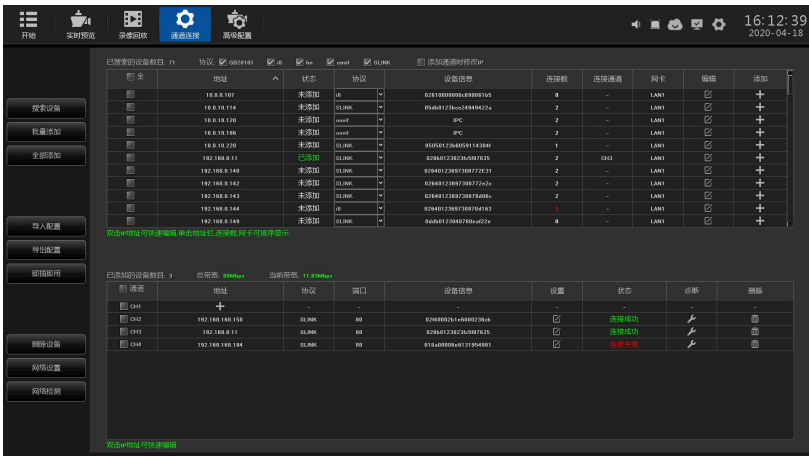 开始 实时预览 录像回放 通道连接 高级配置
16:12:39
2020-04-18
已搜索的设备数目: 71 协议: GB28181 i8 hn onvif SLINK 添加通道时修改IP
全 地址 状态 协议 设备信息 连接数 连接通道 网卡 编辑 添加
10.0.0.107 未添加 i8 02610000000c690061b5 0 - LAN1
10.0.10.114 未添加 SLINK 05db0123bee24949422a 2 - LAN1
10.0.10.120 未添加 onvif IPC 2 - LAN1
10.0.10.186 未添加 onvif IPC 2 - LAN1
10.0.10.220 未添加 SLINK 05050123b6059114384f 1 - LAN1
192.168.0.11 已添加 SLINK 2 CH3 LAN1
192.168.0.140 未添加 SLINK 02640123697308772E31 2 - LAN1
192.168.0.142 未添加 SLINK 02640123697308772e2c 2 - LAN1
192.168.0.143 未添加 SLINK 0264012369730878d06c 2 - LAN1
192.168.0.144 未添加 i8 02640123697308784163 3 - LAN1
192.168.0.149 未添加 SLINK 0ddb0123048788eaf22e 0 - LAN1
双击IP地址可快速编辑,单击地址栏,连接数,网卡可排序显示
搜索设备
批量添加
全部添加
导入配置
导出配置
即插即用
删除设备
网络设置
网络检测
已添加的设备数目: 3 总带宽: 80Mbps 当前带宽: 11.83Mbps
通道 地址 协议 端口 设备信息 设置 状态 诊断 删除
CH1 + - - - - - - -
CH2 192.168.168.150 SLINK 80 02f40002b1e6000236cb 连接成功
CH3 192.168.0.11 SLINK 80 连接成功
CH4 192.168.168.184 SLINK 80 018a00006e8131954861 连接失败
双击IP地址可快速编辑